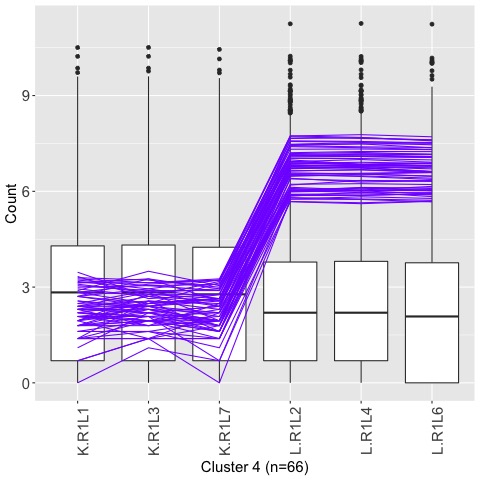 9
6
3
0
Count
K.R1L1
K.R1L3
K.R1L7
L.R1L2
L.R1L4
L.R1L6
Cluster 4 (n=66)